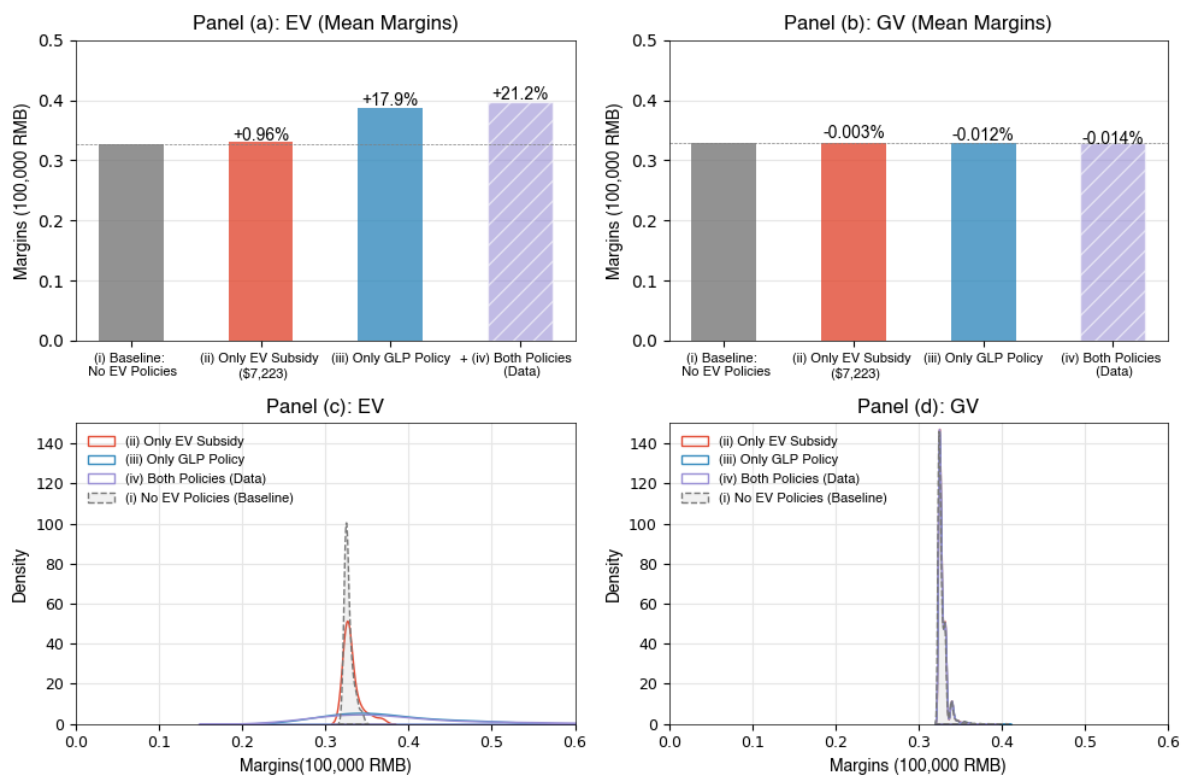 Panel (a): EV (Mean Margins)
Margins (100,000 RMB)
0.5
0.4
0.3
0.2
0.1
0.0
+0.96%
+17.9%
+21.2%
(i) Baseline:
No EV Policies
(ii) Only EV Subsidy
($7,223)
(iii) Only GLP Policy
+ (iv) Both Policies
(Data)
Panel (b): GV (Mean Margins)
Margins (100,000 RMB)
0.5
0.4
0.3
0.2
0.1
0.0
-0.003%
-0.012%
-0.014%
(i) Baseline:
No EV Policies
(ii) Only EV Subsidy
($7,223)
(iii) Only GLP Policy
(iv) Both Policies
(Data)
Panel (c): EV
Density
140
120
100
80
60
40
20
0
(ii) Only EV Subsidy
(iii) Only GLP Policy
(iv) Both Policies (Data)
(i) No EV Policies (Baseline)
0.0 0.1 0.2 0.3 0.4 0.5 0.6
Margins(100,000 RMB)
Panel (d): GV
Density
140
120
100
80
60
40
20
0
(ii) Only EV Subsidy
(iii) Only GLP Policy
(iv) Both Policies (Data)
(i) No EV Policies (Baseline)
0.0 0.1 0.2 0.3 0.4 0.5 0.6
Margins (100,000 RMB)